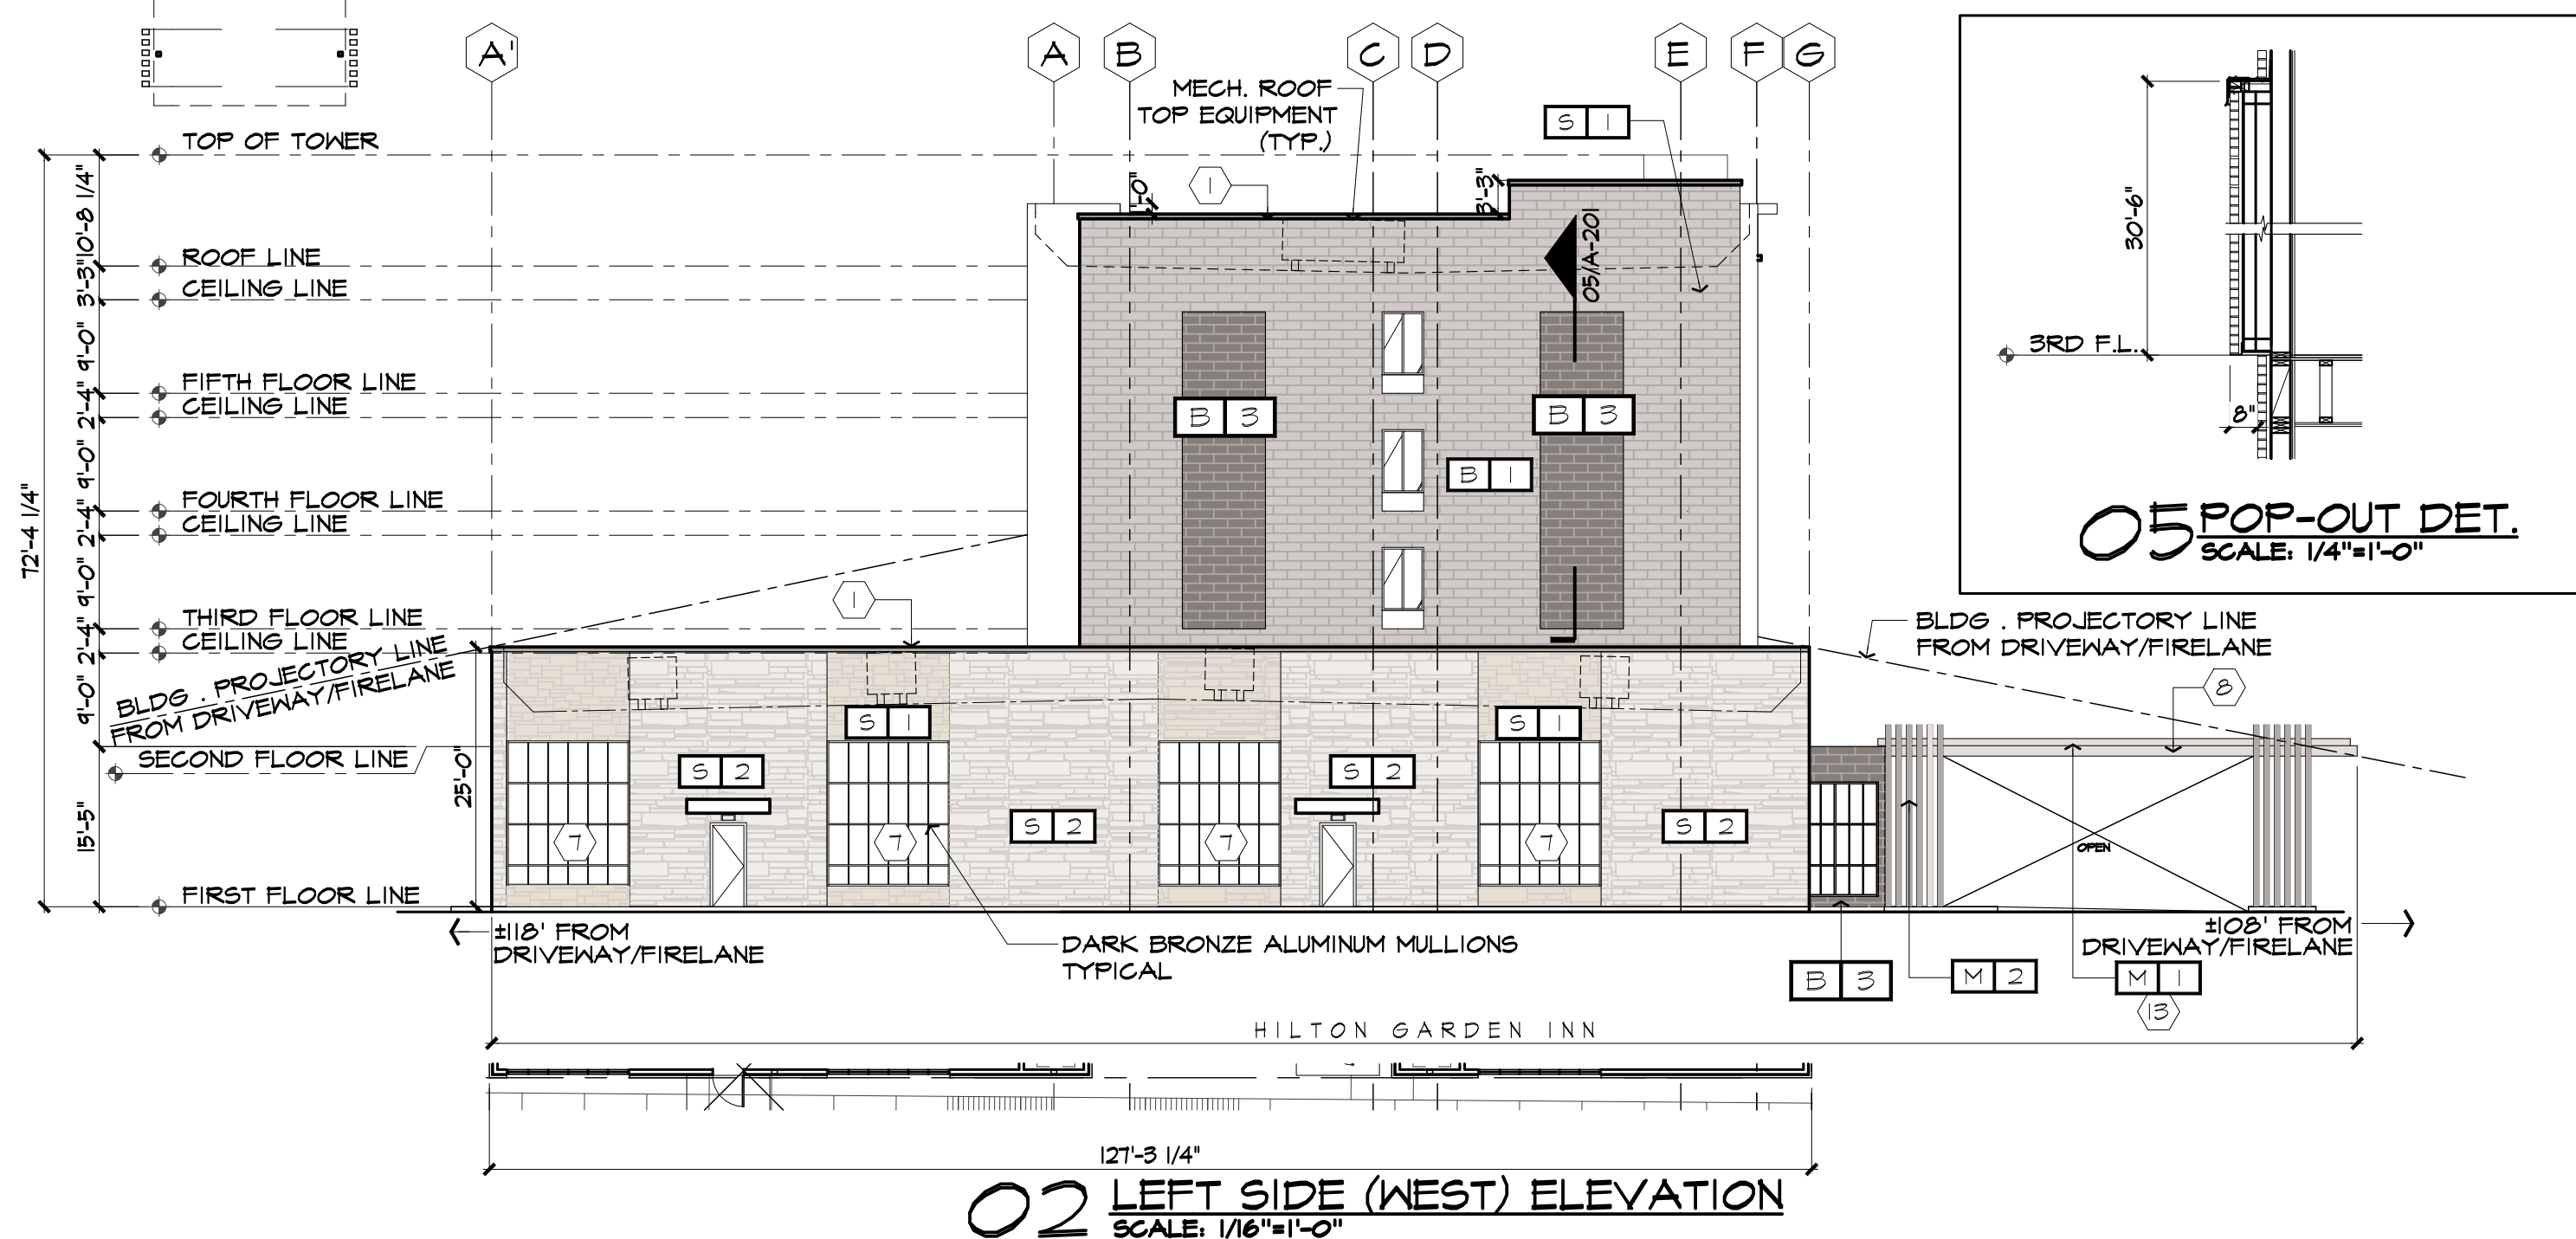 A'
A
B
C
D
E
F
G
MECH. ROOF
TOP EQUIPMENT
(TYP.)
S 1
1
1'-0"
3'-3"
TOP OF TOWER
ROOF LINE
CEILING LINE
FIFTH FLOOR LINE
CEILING LINE
FOURTH FLOOR LINE
CEILING LINE
THIRD FLOOR LINE
CEILING LINE
BLDG . PROJECTORY LINE
FROM DRIVEWAY/FIRELANE
SECOND FLOOR LINE
FIRST FLOOR LINE
72'-4 1/4"
10'-8 1/4"
3'-3"
9'-0"
2'-4"
9'-0"
2'-4"
9'-0"
2'-4"
9'-0"
15'-5"
25'-0"
05/A-201
B 3
B 3
B 1
1
S 1
S 1
S 2
S 2
S 2
S 2
7
7
7
7
30'-6"
3RD F.L.
8"
05 POP-OUT DET.
SCALE: 1/4"=1'-0"
BLDG . PROJECTORY LINE
FROM DRIVEWAY/FIRELANE
8
OPEN
±118' FROM
DRIVEWAY/FIRELANE
DARK BRONZE ALUMINUM MULLIONS
TYPICAL
±108' FROM
DRIVEWAY/FIRELANE
B 3
M 2
M 1
13
HILTON GARDEN INN
127'-3 1/4"
02 LEFT SIDE (WEST) ELEVATION
SCALE: 1/16"=1'-0"